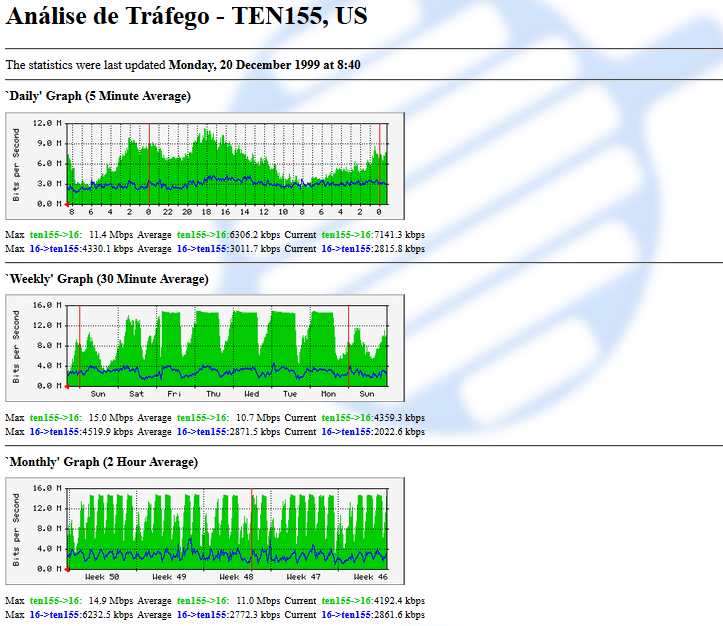 Análise de Tráfego - TEN155, US
The statistics were last updated Monday, 20 December 1999 at 8:40
`Daily' Graph (5 Minute Average)
Bits per Second
12.0 M
9.0 M
6.0 M
3.0 M
0.0 M
8 6 4 2 0 22 20 18 16 14 12 10 8 6 4 2 0
Max ten155->16: 11.4 Mbps Average ten155->16:6306.2 kbps Current ten155->16:7141.3 kbps
Max 16->ten155:4330.1 kbps Average 16->ten155:3011.7 kbps Current 16->ten155:2815.8 kbps
`Weekly' Graph (30 Minute Average)
Bits per Second
16.0 M
12.0 M
8.0 M
4.0 M
0.0 M
Sun Sat Fri Thu Wed Tue Mon Sun
Max ten155->16: 15.0 Mbps Average ten155->16: 10.7 Mbps Current ten155->16:4359.3 kbps
Max 16->ten155:4519.9 kbps Average 16->ten155:2871.5 kbps Current 16->ten155:2022.6 kbps
`Monthly' Graph (2 Hour Average)
Bits per Second
16.0 M
12.0 M
8.0 M
4.0 M
0.0 M
Week 50 Week 49 Week 48 Week 47 Week 46
Max ten155->16: 14.9 Mbps Average ten155->16: 11.0 Mbps Current ten155->16:4192.4 kbps
Max 16->ten155:6232.5 kbps Average 16->ten155:2772.3 kbps Current 16->ten155:2861.6 kbps